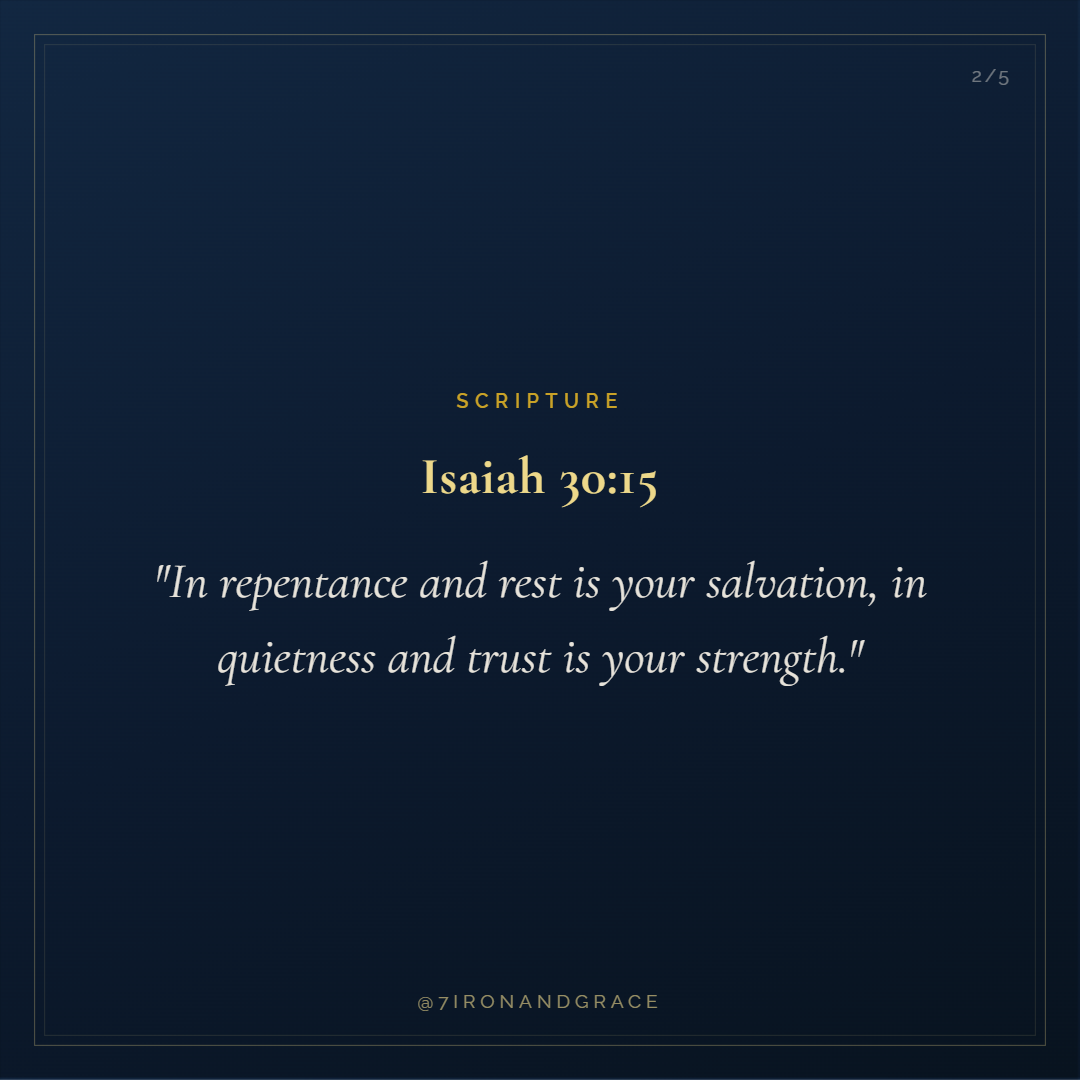 2/5
SCRIPTURE
Isaiah 30:15
"In repentance and rest is your salvation, in
quietness and trust is your strength."
@7IRONANDGRACE